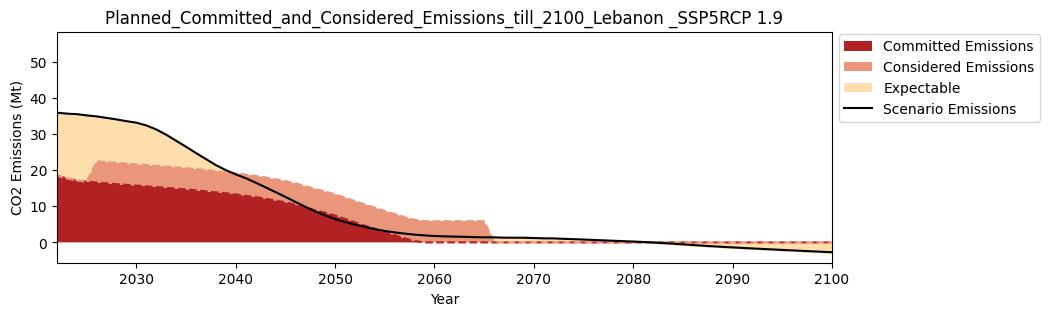 Planned_Committed_and_Considered_Emissions_till_2100_Lebanon _SSP5RCP 1.9
CO2 Emissions (Mt)
50
40
30
20
10
0
2030 2040 2050 2060 2070 2080 2090 2100
Year
Committed Emissions
Considered Emissions
Expectable
Scenario Emissions